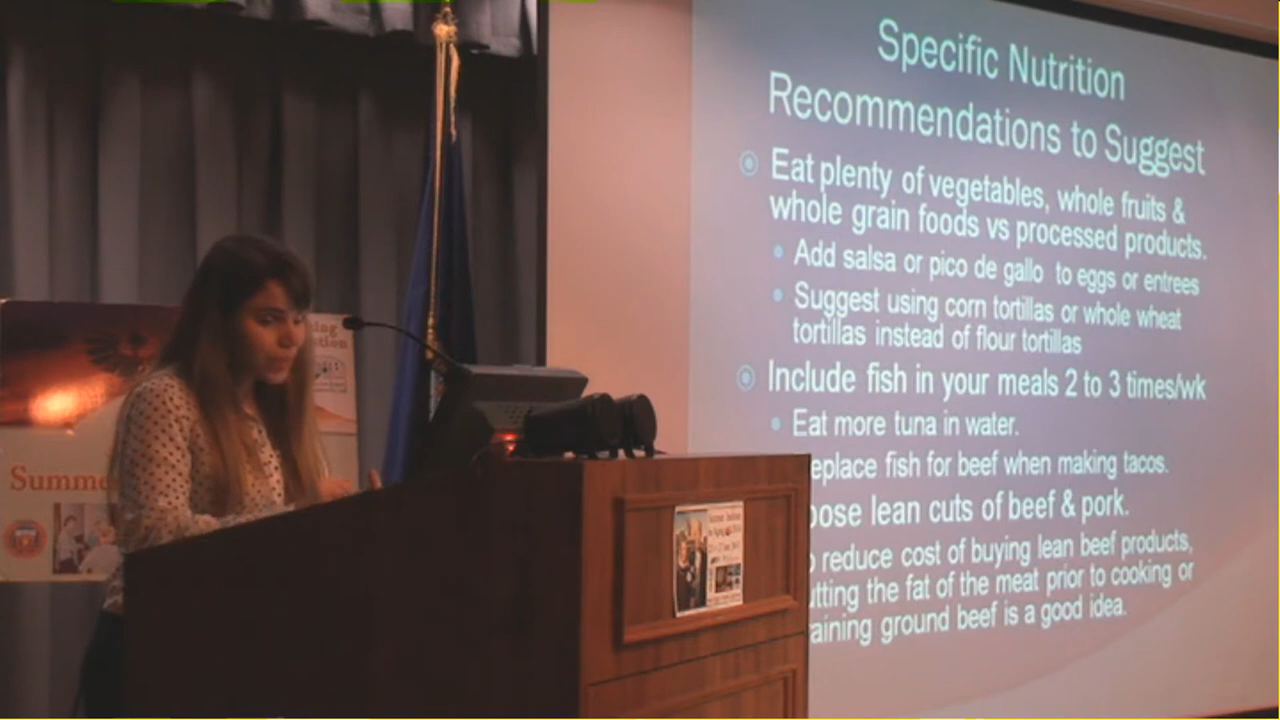 Specific Nutrition
Recommendations to Suggest
Eat plenty of vegetables, whole fruits &
whole grain foods vs processed products.
Add salsa or pico de gallo to eggs or entrees
Suggest using corn tortillas or whole wheat
tortillas instead of flour tortillas
Include fish in your meals 2 to 3 times/wk
Eat more tuna in water.
eplace fish for beef when making tacos.
oose lean cuts of beef & pork.
reduce cost of buying lean beef products,
utting the fat of the meat prior to cooking or
aining ground beef is a good idea.
Summe